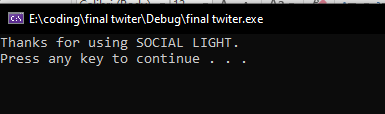 E:\coding\final twiter\Debug\final twiter.exe
Thanks for using SOCIAL LIGHT.
Press any key to continue . . .